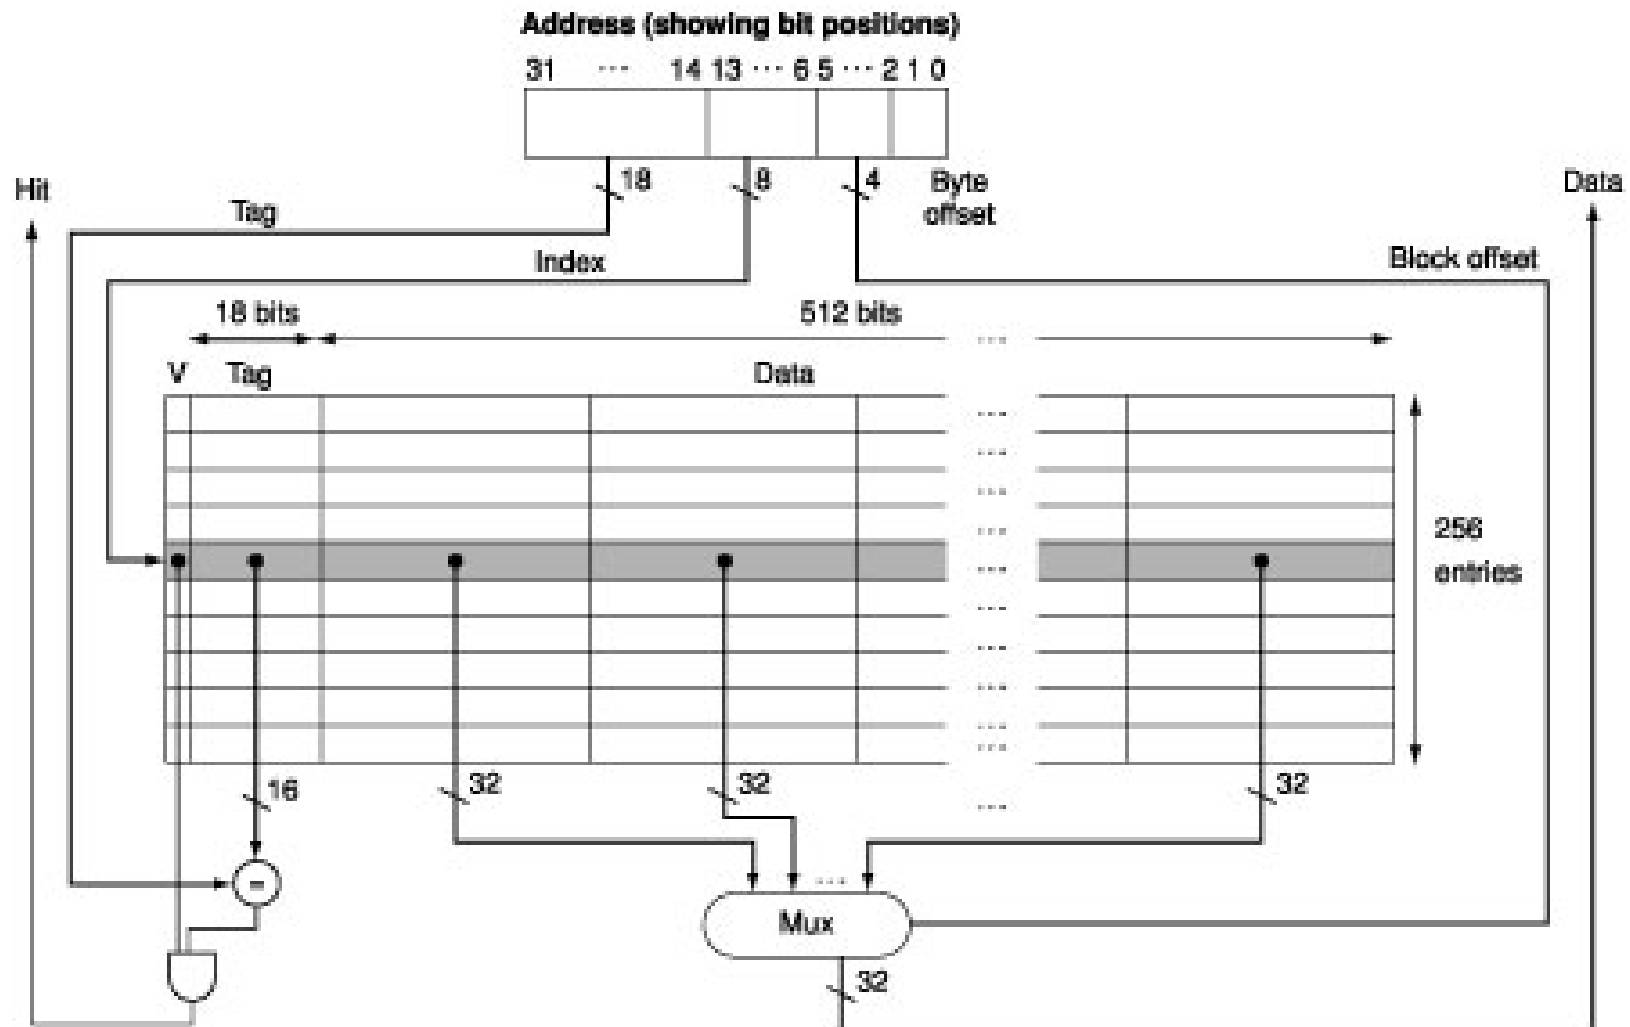 Address (showing bit positions)
31 ··· 14 13 ··· 6 5 ··· 2 1 0
18 8 4 Byte offset
Hit
Data
Tag
Index
Block offset
18 bits
512 bits
···
V Tag Data
···
···
···
···
···
···
···
···
···
···
256 entries
16 32 32 32
···
=
···
Mux
32